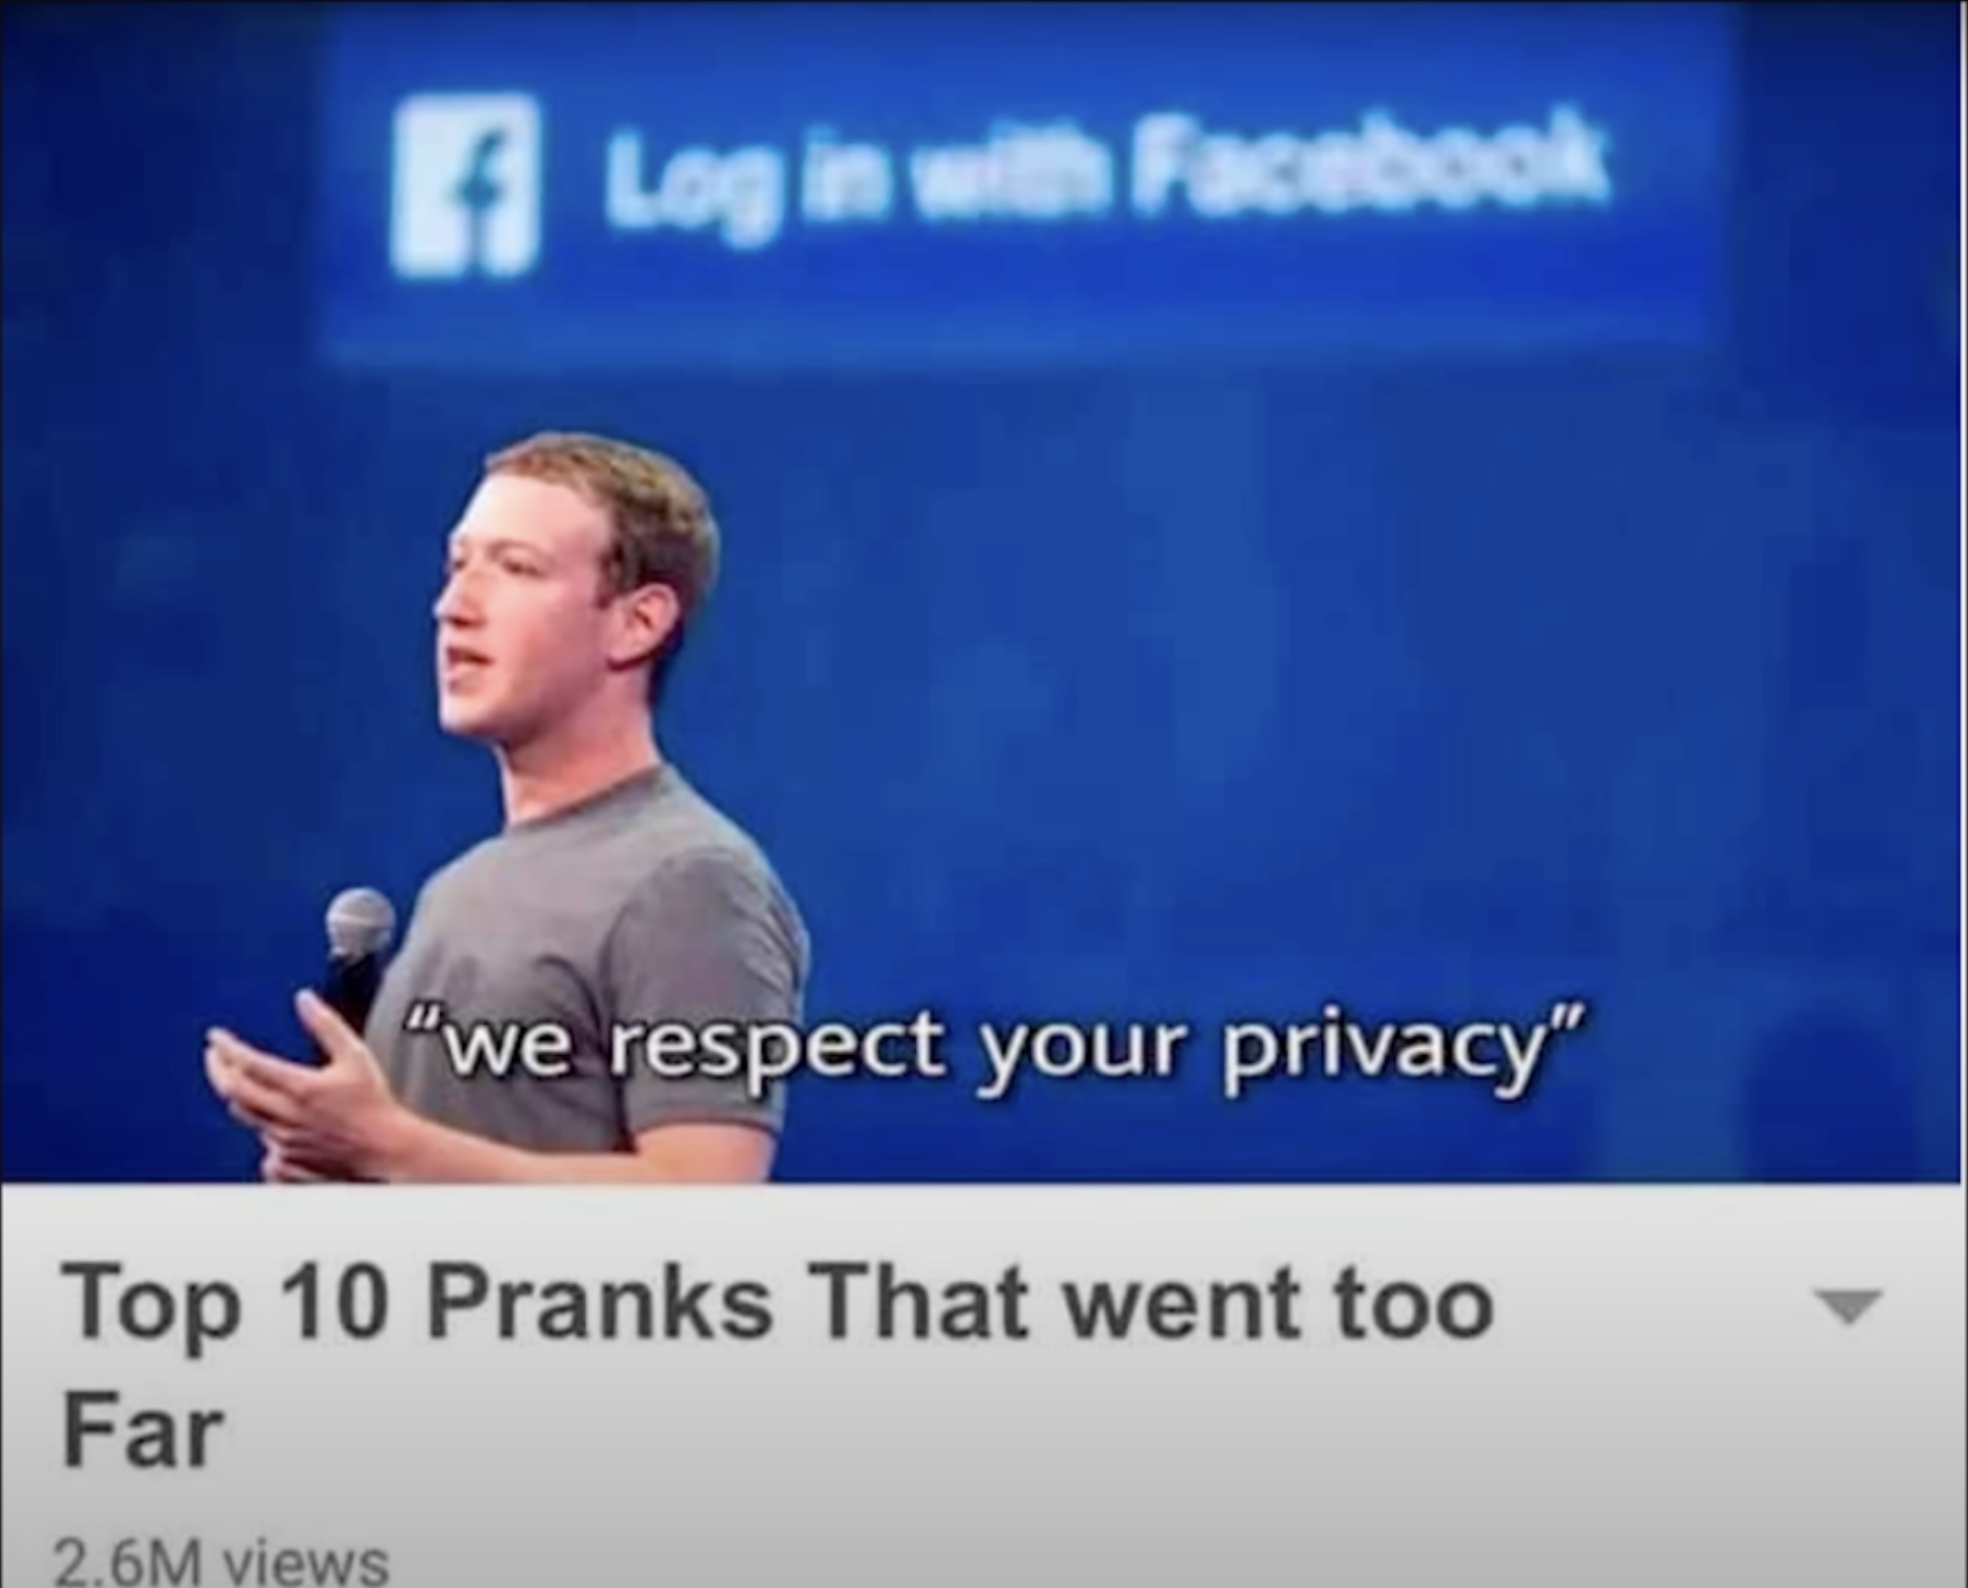 f Log in with Facebook
“we respect your privacy”
Top 10 Pranks That went too
Far
2.6M views